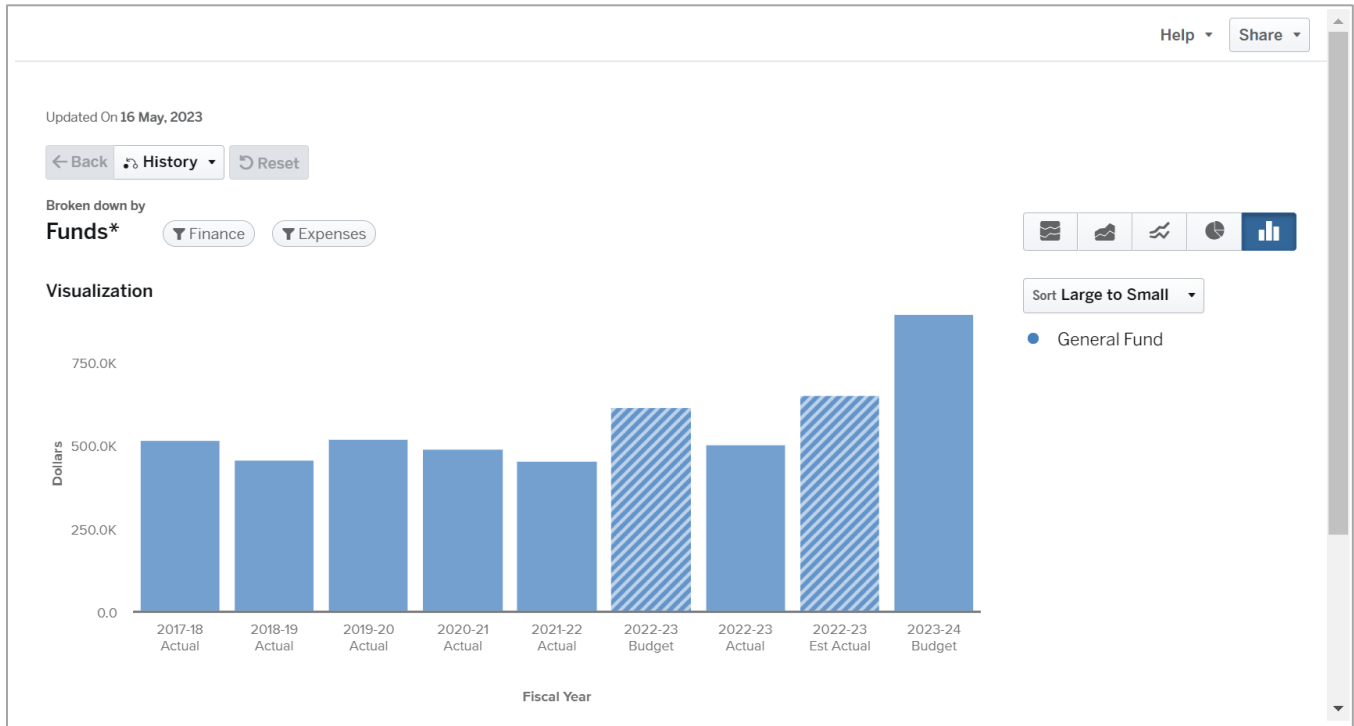 Help
Share
Updated On 16 May, 2023
Back
History
Reset
Broken down by
Funds*
Finance
Expenses
Visualization
Sort Large to Small
General Fund
Dollars
750.0K
500.0K
250.0K
0.0
2017-18
Actual
2018-19
Actual
2019-20
Actual
2020-21
Actual
2021-22
Actual
2022-23
Budget
2022-23
Actual
2022-23
Est Actual
2023-24
Budget
Fiscal Year